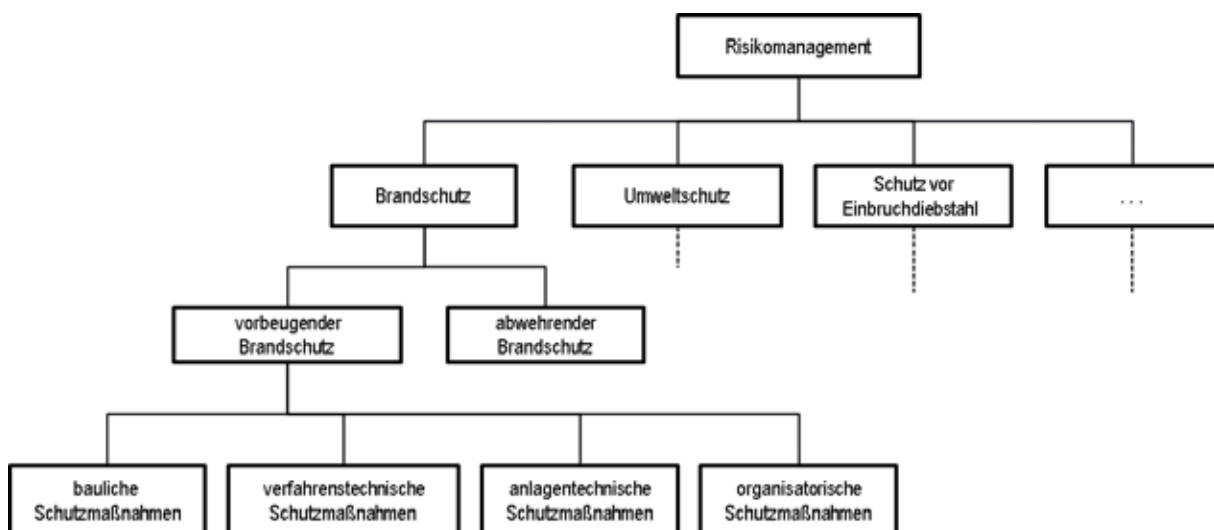 Risikomanagement
Brandschutz
Umweltschutz
Schutz vor
Einbruchdiebstahl
. . .
vorbeugender
Brandschutz
abwehrender
Brandschutz
bauliche
Schutzmaßnahmen
verfahrenstechnische
Schutzmaßnahmen
anlagentechnische
Schutzmaßnahmen
organisatorische
Schutzmaßnahmen